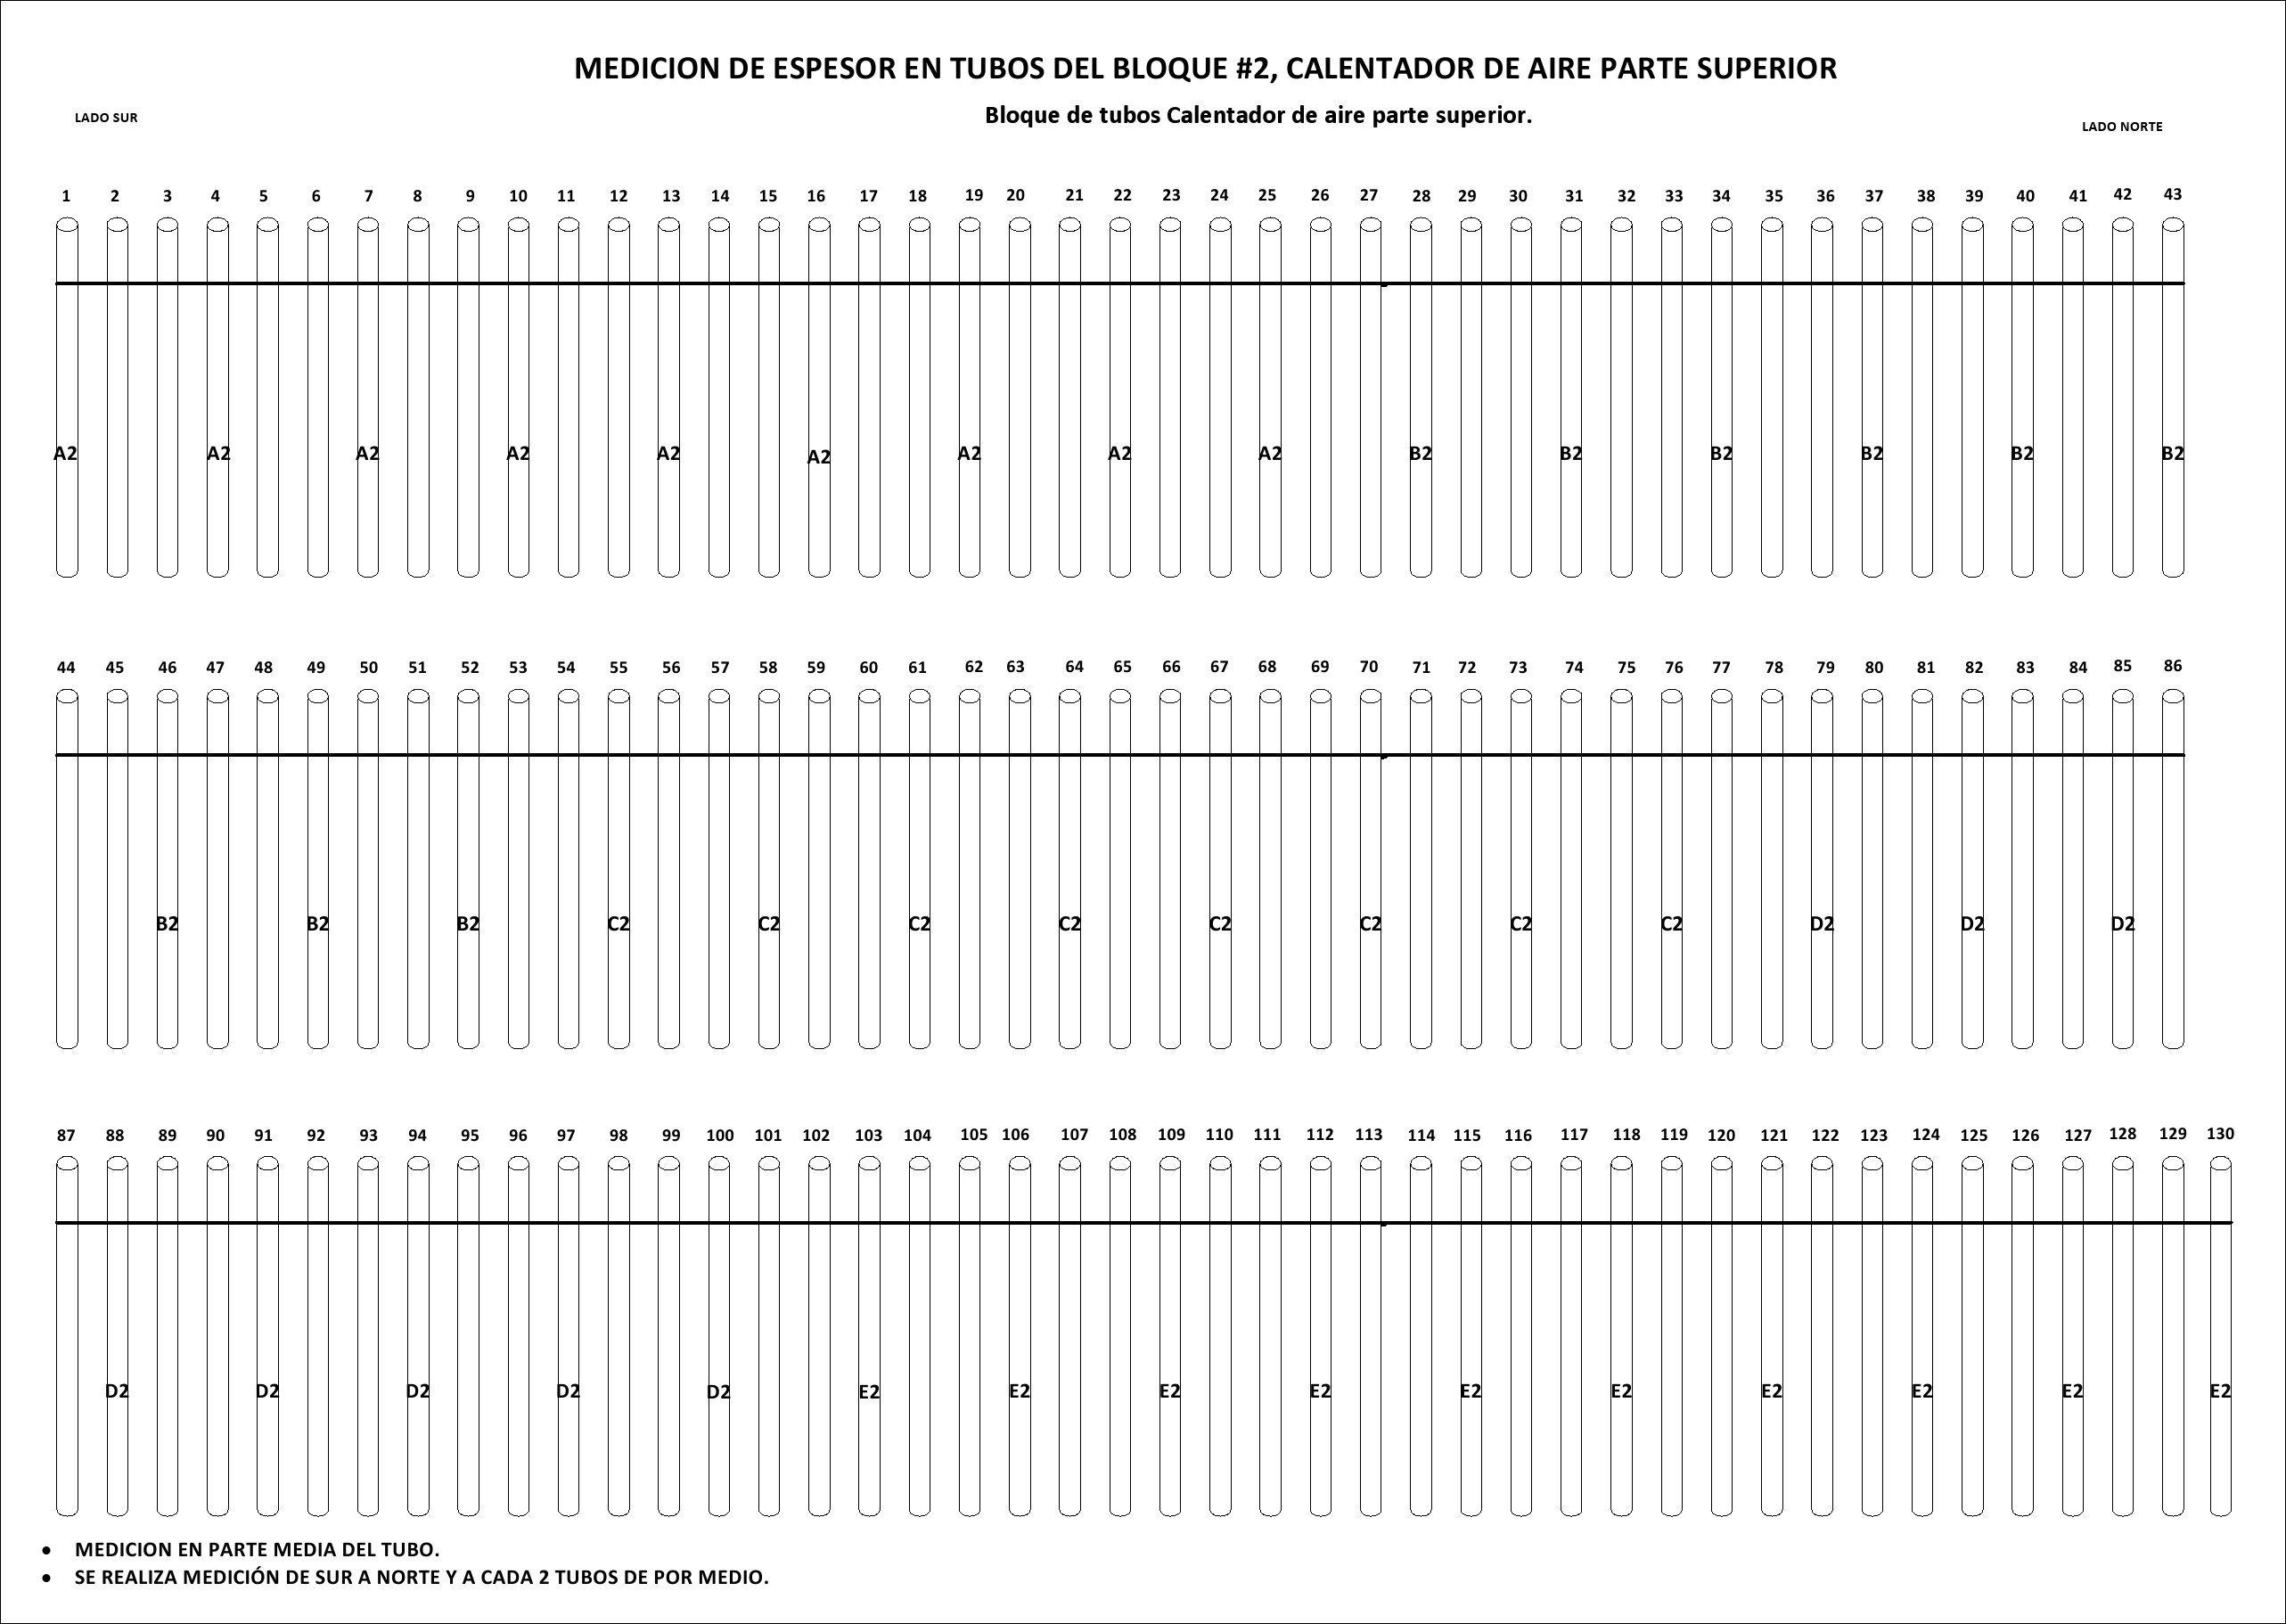 MEDICION DE ESPESOR EN TUBOS DEL BLOQUE #2, CALENTADOR DE AIRE PARTE SUPERIOR
Bloque de tubos Calentador de aire parte superior.
LADO SUR
LADO NORTE
1 2 3 4 5 6 7 8 9 10 11 12 13 14 15 16 17 18 19 20 21 22 23 24 25 26 27 28 29 30 31 32 33 34 35 36 37 38 39 40 41 42 43
A2 A2 A2 A2 A2 A2 A2 A2 A2 B2 B2 B2 B2 B2 B2
44 45 46 47 48 49 50 51 52 53 54 55 56 57 58 59 60 61 62 63 64 65 66 67 68 69 70 71 72 73 74 75 76 77 78 79 80 81 82 83 84 85 86
B2 B2 B2 C2 C2 C2 C2 C2 C2 C2 C2 D2 D2 D2
87 88 89 90 91 92 93 94 95 96 97 98 99 100 101 102 103 104 105 106 107 108 109 110 111 112 113 114 115 116 117 118 119 120 121 122 123 124 125 126 127 128 129 130
D2 D2 D2 D2 D2 E2 E2 E2 E2 E2 E2 E2 E2 E2 E2
• MEDICION EN PARTE MEDIA DEL TUBO.
• SE REALIZA MEDICIÓN DE SUR A NORTE Y A CADA 2 TUBOS DE POR MEDIO.